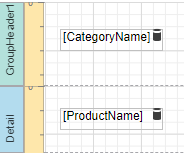 GroupHeader1
[CategoryName]
Detail
[ProductName]